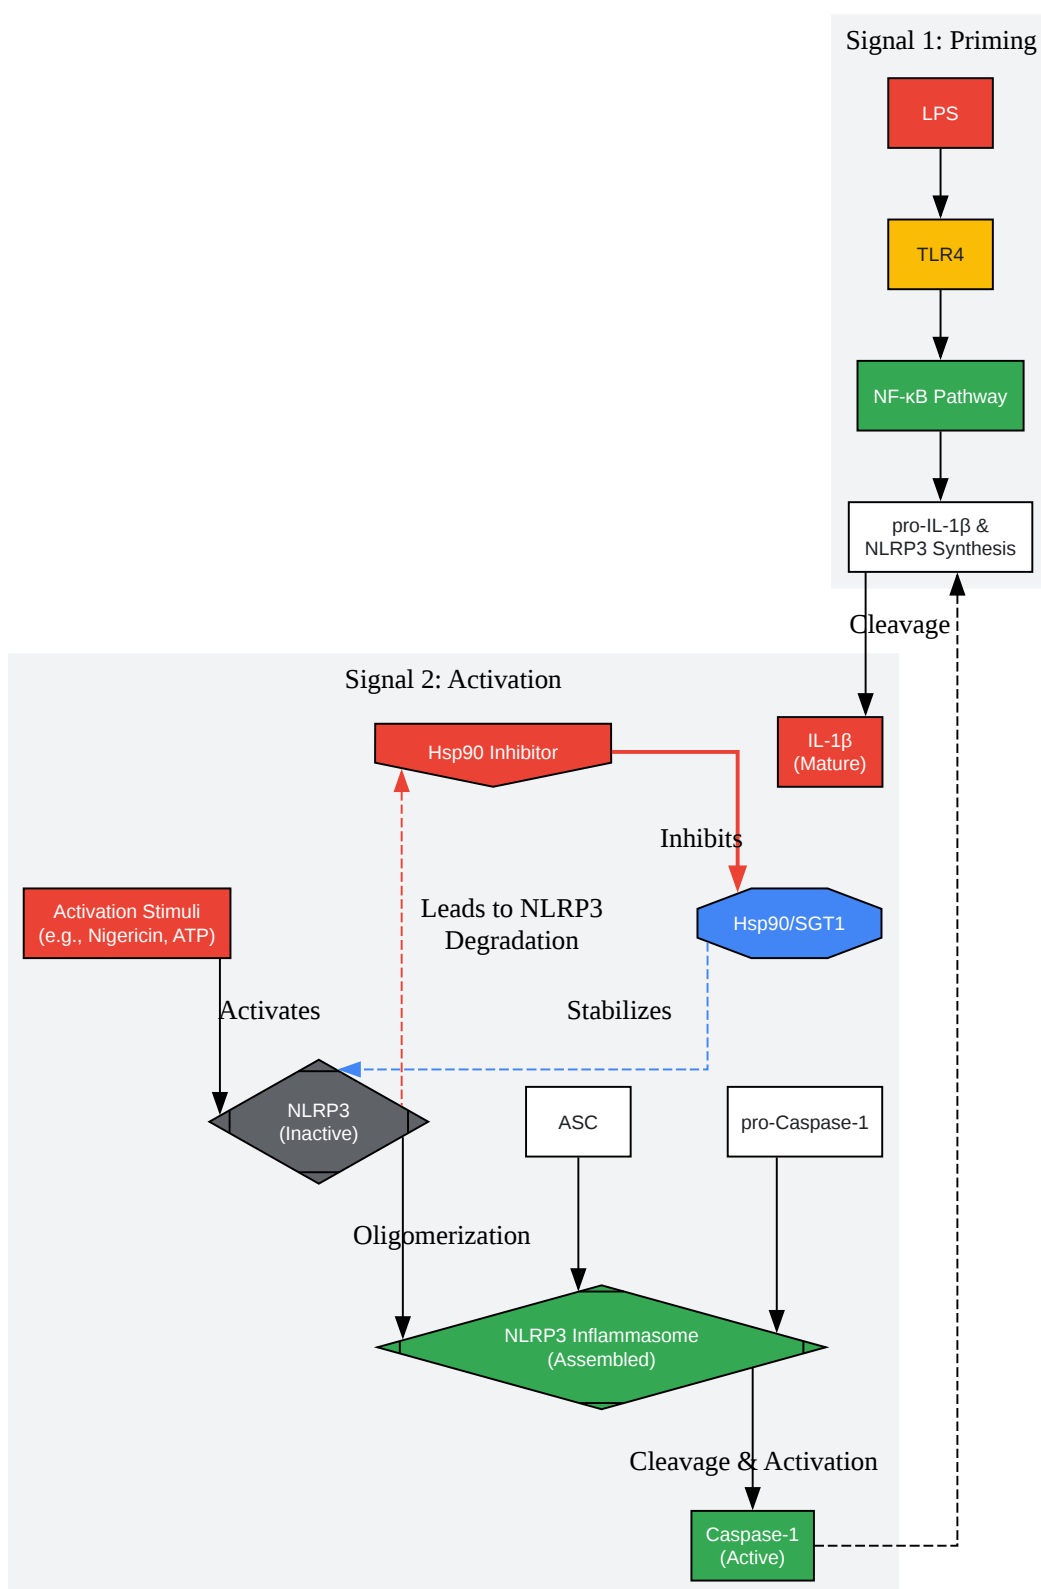 Signal 1: Priming
LPS
TLR4
NF-κB Pathway
pro-IL-1β &
NLRP3 Synthesis
Cleavage
Signal 2: Activation
Hsp90 Inhibitor
IL-1β
(Mature)
Inhibits
Activation Stimuli
(e.g., Nigericin, ATP)
Leads to NLRP3
Degradation
Hsp90/SGT1
Activates
Stabilizes
NLRP3
(Inactive)
ASC
pro-Caspase-1
Oligomerization
NLRP3 Inflammasome
(Assembled)
Cleavage & Activation
Caspase-1
(Active)